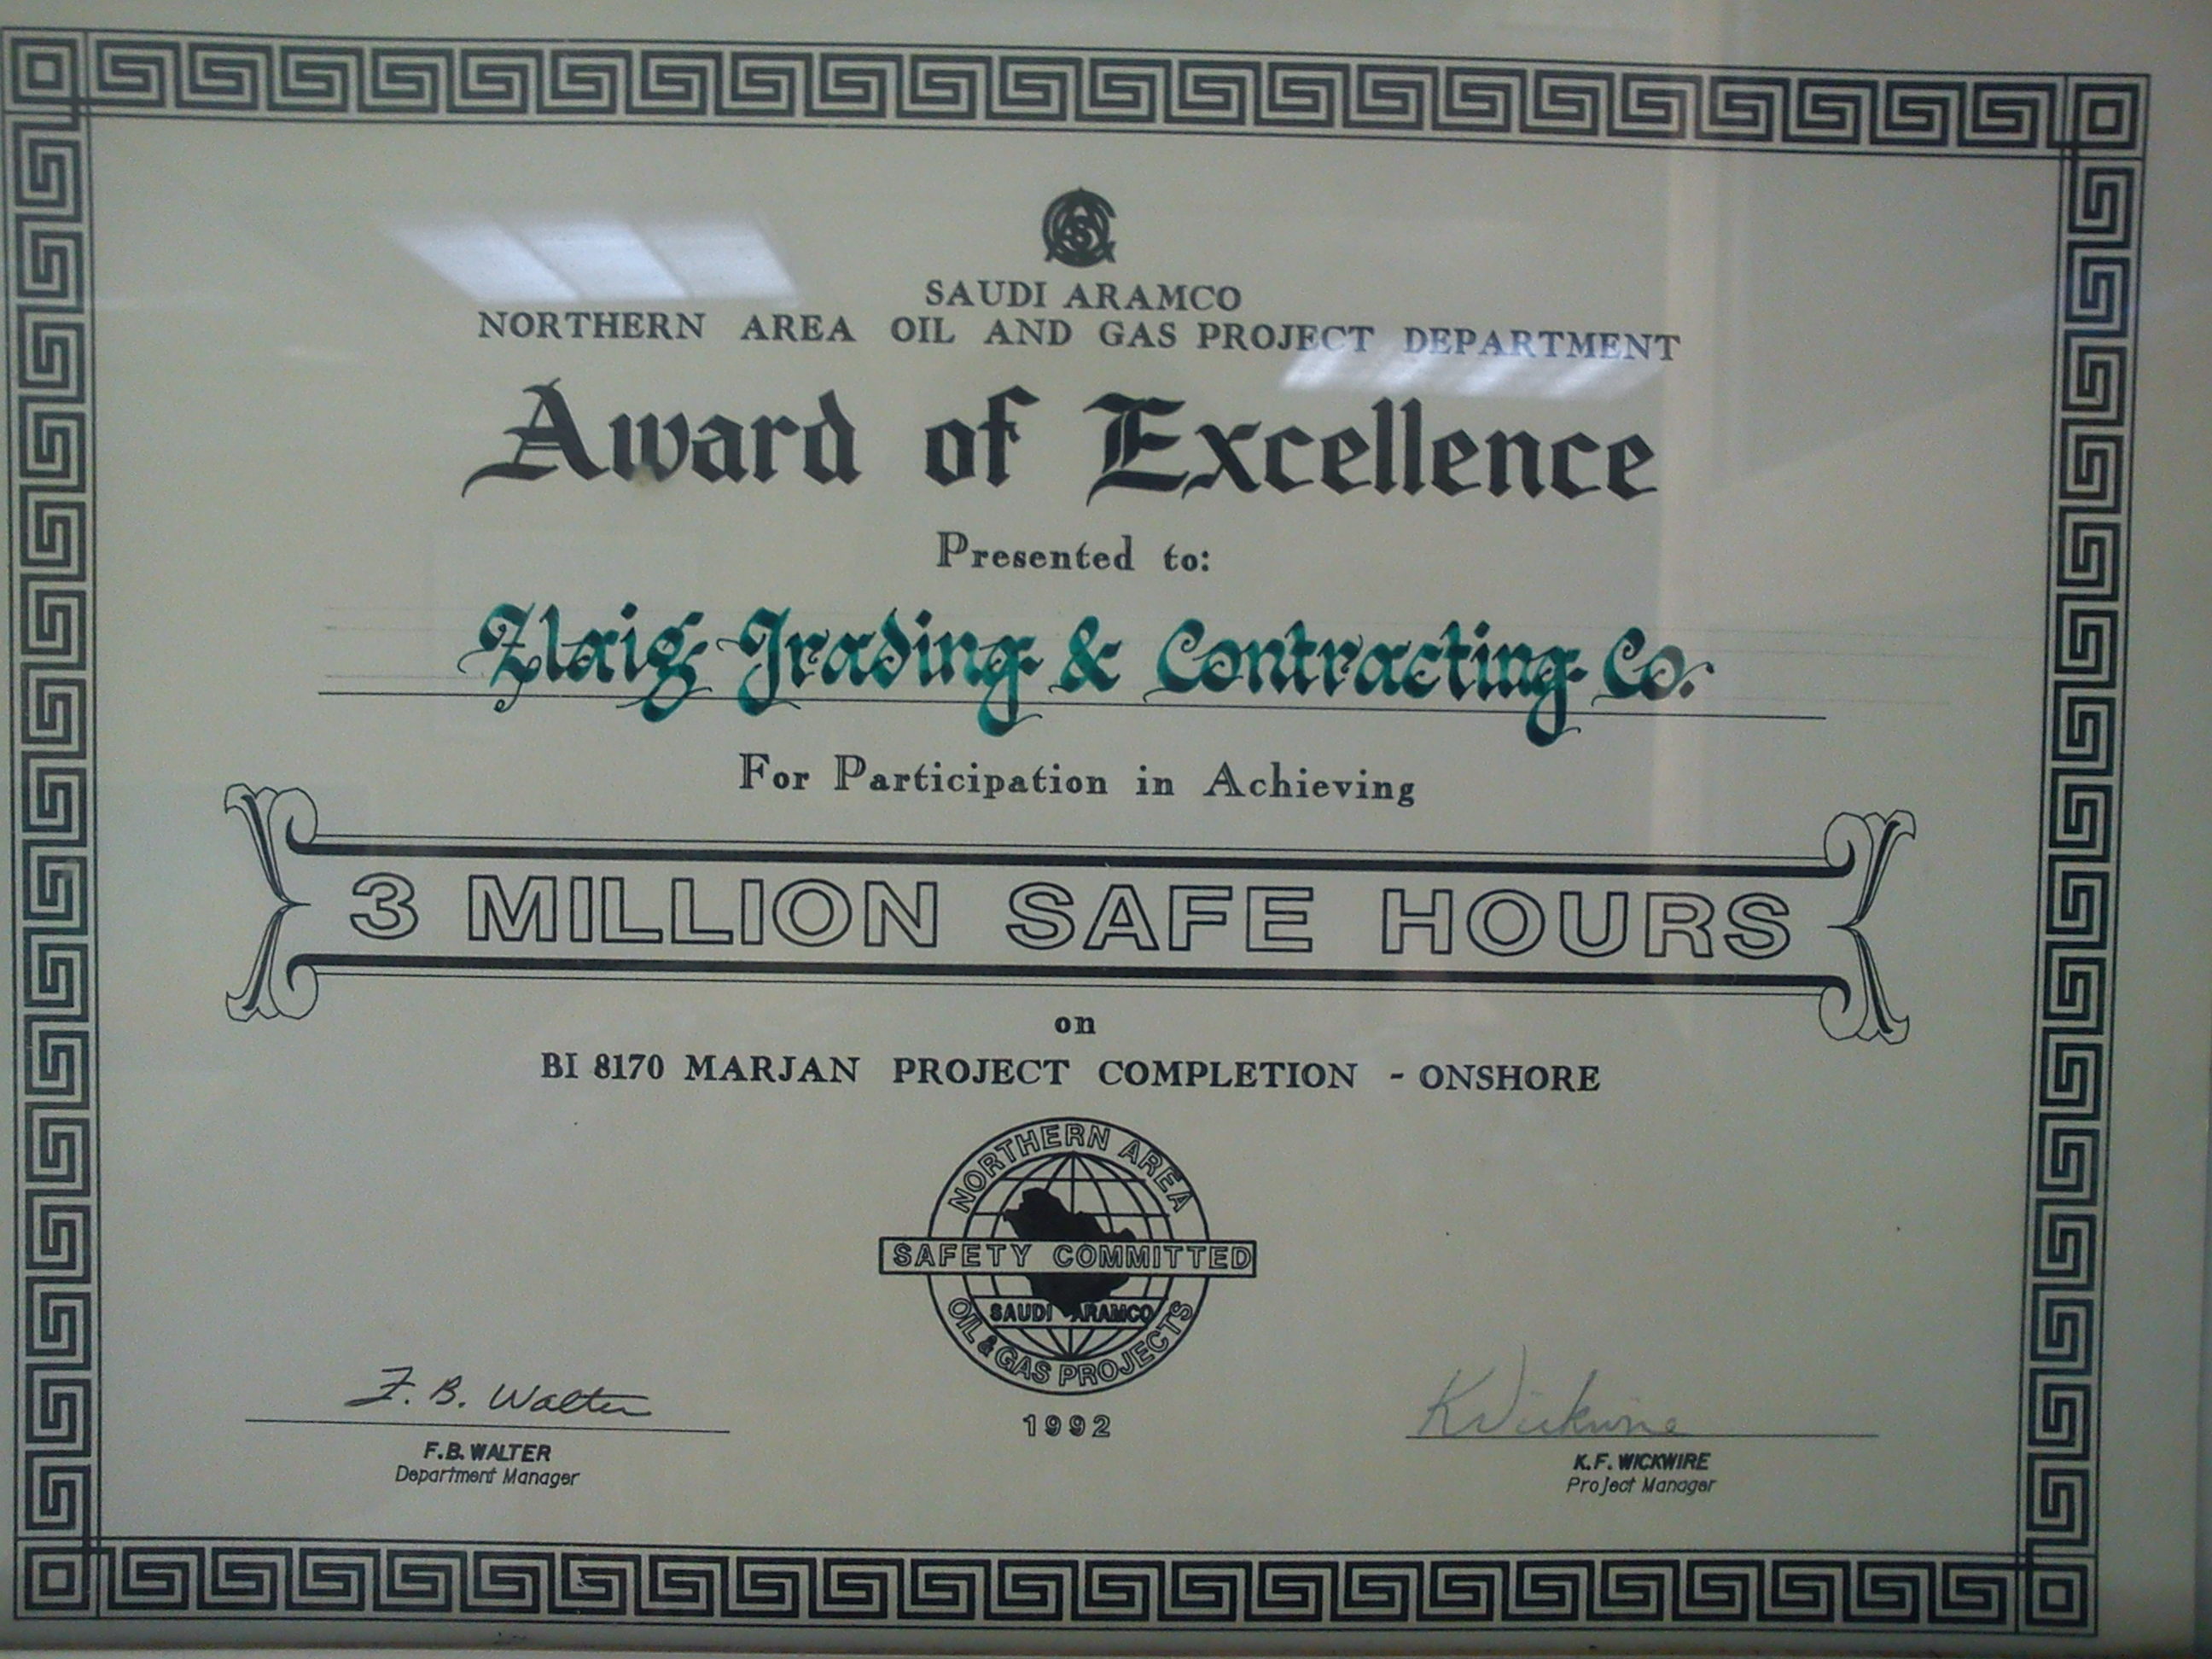 SAUDI ARAMCO
NORTHERN AREA OIL AND GAS PROJECT DEPARTMENT
Award of Excellence
Presented to:
Zlaig Trading & Contracting Co.
For Participation in Achieving
3 MILLION SAFE HOURS
on
BI 8170 MARJAN PROJECT COMPLETION - ONSHORE
NORTHERN AREA
SAFETY COMMITTED
SAUDI ARAMCO
OIL & GAS PROJECTS
1992
F. B. Walter
K Wickwire
F.B. WALTER
K.F. WICKWIRE
Department Manager
Project Manager